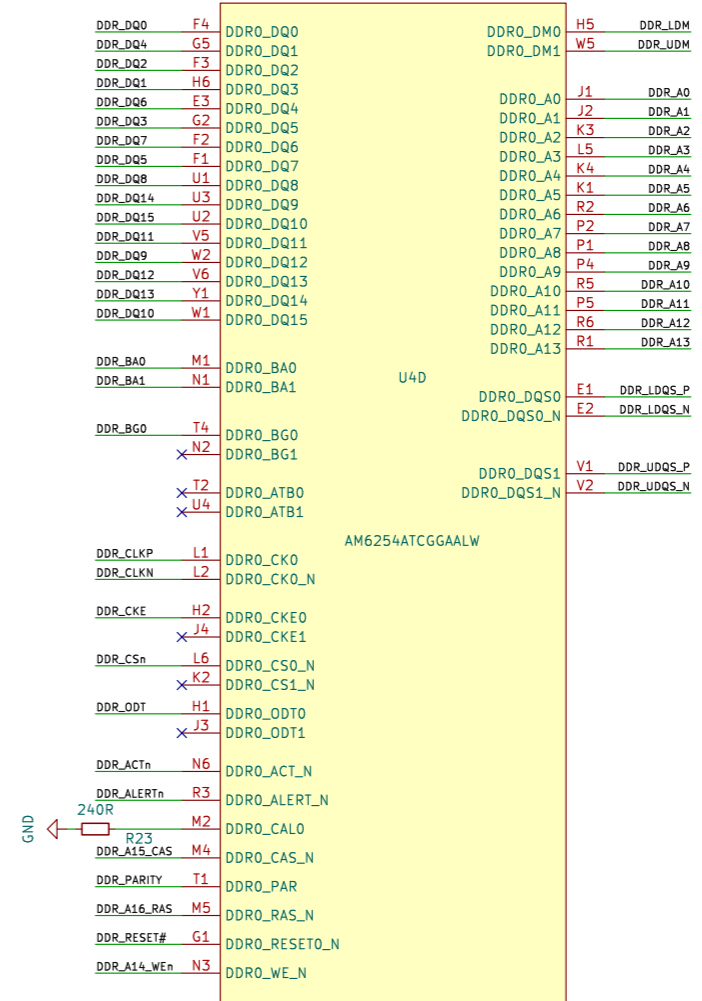 DDR_DQ0 F4 DDR0_DQ0
DDR_DQ4 G5 DDR0_DQ1
DDR_DQ2 F3 DDR0_DQ2
DDR_DQ1 H6 DDR0_DQ3
DDR_DQ6 E3 DDR0_DQ4
DDR_DQ3 G2 DDR0_DQ5
DDR_DQ7 F2 DDR0_DQ6
DDR_DQ5 F1 DDR0_DQ7
DDR_DQ8 U1 DDR0_DQ8
DDR_DQ14 U3 DDR0_DQ9
DDR_DQ15 U2 DDR0_DQ10
DDR_DQ11 V5 DDR0_DQ11
DDR_DQ9 W2 DDR0_DQ12
DDR_DQ12 V6 DDR0_DQ13
DDR_DQ13 Y1 DDR0_DQ14
DDR_DQ10 W1 DDR0_DQ15
DDR_BA0 M1 DDR0_BA0
DDR_BA1 N1 DDR0_BA1
DDR_BG0 T4 DDR0_BG0
N2 DDR0_BG1
T2 DDR0_ATB0
U4 DDR0_ATB1
DDR_CLKP L1 DDR0_CK0
DDR_CLKN L2 DDR0_CK0_N
DDR_CKE H2 DDR0_CKE0
J4 DDR0_CKE1
DDR_CSn L6 DDR0_CS0_N
K2 DDR0_CS1_N
DDR_ODT H1 DDR0_ODT0
J3 DDR0_ODT1
DDR_ACTn N6 DDR0_ACT_N
DDR_ALERTn R3 DDR0_ALERT_N
GND 240R R23 M2 DDR0_CAL0
DDR_A15_CAS M4 DDR0_CAS_N
DDR_PARITY T1 DDR0_PAR
DDR_A16_RAS M5 DDR0_RAS_N
DDR_RESET# G1 DDR0_RESET0_N
DDR_A14_WEn N3 DDR0_WE_N
U4D
AM6254ATCGGAALW
DDR0_DM0 H5 DDR_LDM
DDR0_DM1 W5 DDR_UDM
DDR0_A0 J1 DDR_A0
DDR0_A1 J2 DDR_A1
DDR0_A2 K3 DDR_A2
DDR0_A3 L5 DDR_A3
DDR0_A4 K4 DDR_A4
DDR0_A5 K1 DDR_A5
DDR0_A6 R2 DDR_A6
DDR0_A7 P2 DDR_A7
DDR0_A8 P1 DDR_A8
DDR0_A9 P4 DDR_A9
DDR0_A10 R5 DDR_A10
DDR0_A11 P5 DDR_A11
DDR0_A12 R6 DDR_A12
DDR0_A13 R1 DDR_A13
DDR0_DQS0 E1 DDR_LDQS_P
DDR0_DQS0_N E2 DDR_LDQS_N
DDR0_DQS1 V1 DDR_UDQS_P
DDR0_DQS1_N V2 DDR_UDQS_N